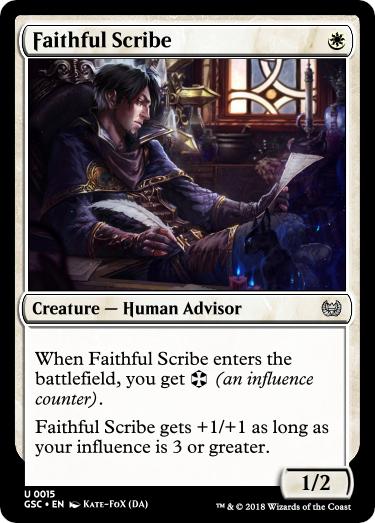 Faithful Scribe
Creature — Human Advisor
When Faithful Scribe enters the
battlefield, you get (an influence
counter).
Faithful Scribe gets +1/+1 as long as
your influence is 3 or greater.
1/2
U 0015
GSC • EN Kate-FoX (DA)
™ & © 2018 Wizards of the Coast